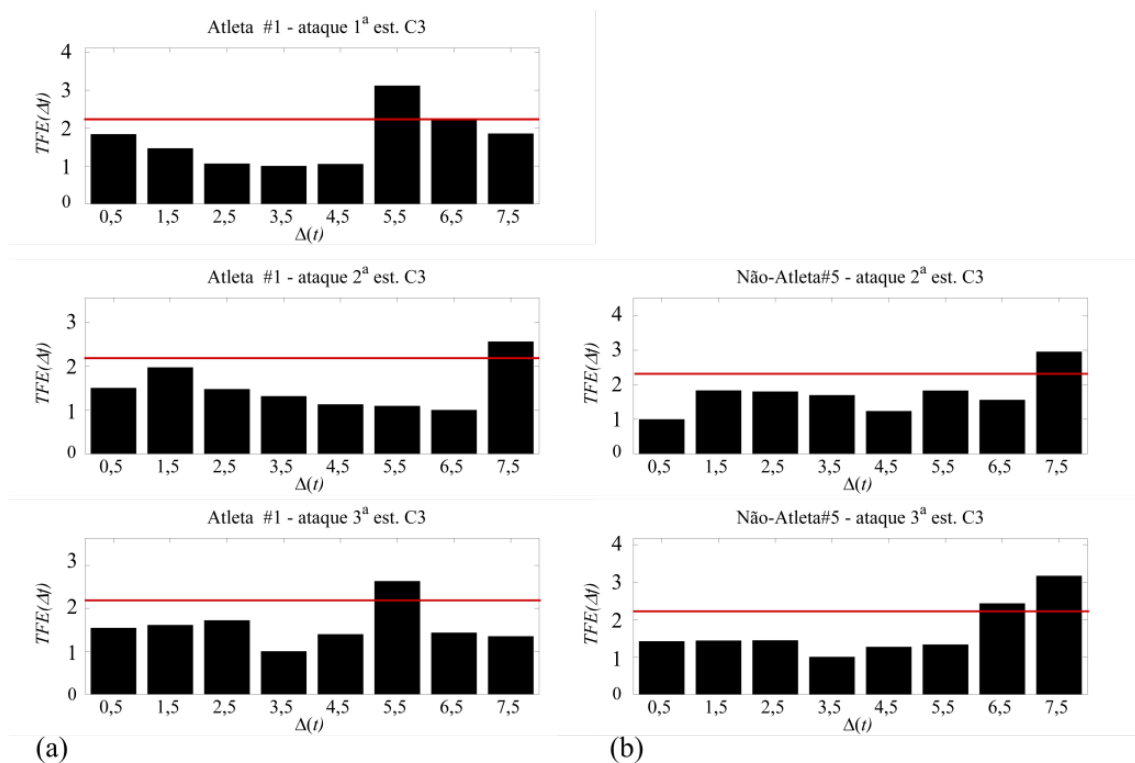 Atleta #1 - ataque 1ª est. C3
TFE(Δt)
4
3
2
1
0
0,5 1,5 2,5 3,5 4,5 5,5 6,5 7,5
Δ(t)
Atleta #1 - ataque 2ª est. C3
TFE(Δt)
3
2
1
0
0,5 1,5 2,5 3,5 4,5 5,5 6,5 7,5
Δ(t)
Atleta #1 - ataque 3ª est. C3
TFE(Δt)
3
2
1
0
0,5 1,5 2,5 3,5 4,5 5,5 6,5 7,5
Δ(t)
(a)
Não-Atleta#5 - ataque 2ª est. C3
TFE(Δt)
4
3
2
1
0
0,5 1,5 2,5 3,5 4,5 5,5 6,5 7,5
Δ(t)
Não-Atleta#5 - ataque 3ª est. C3
TFE(Δt)
4
3
2
1
0
0,5 1,5 2,5 3,5 4,5 5,5 6,5 7,5
Δ(t)
(b)